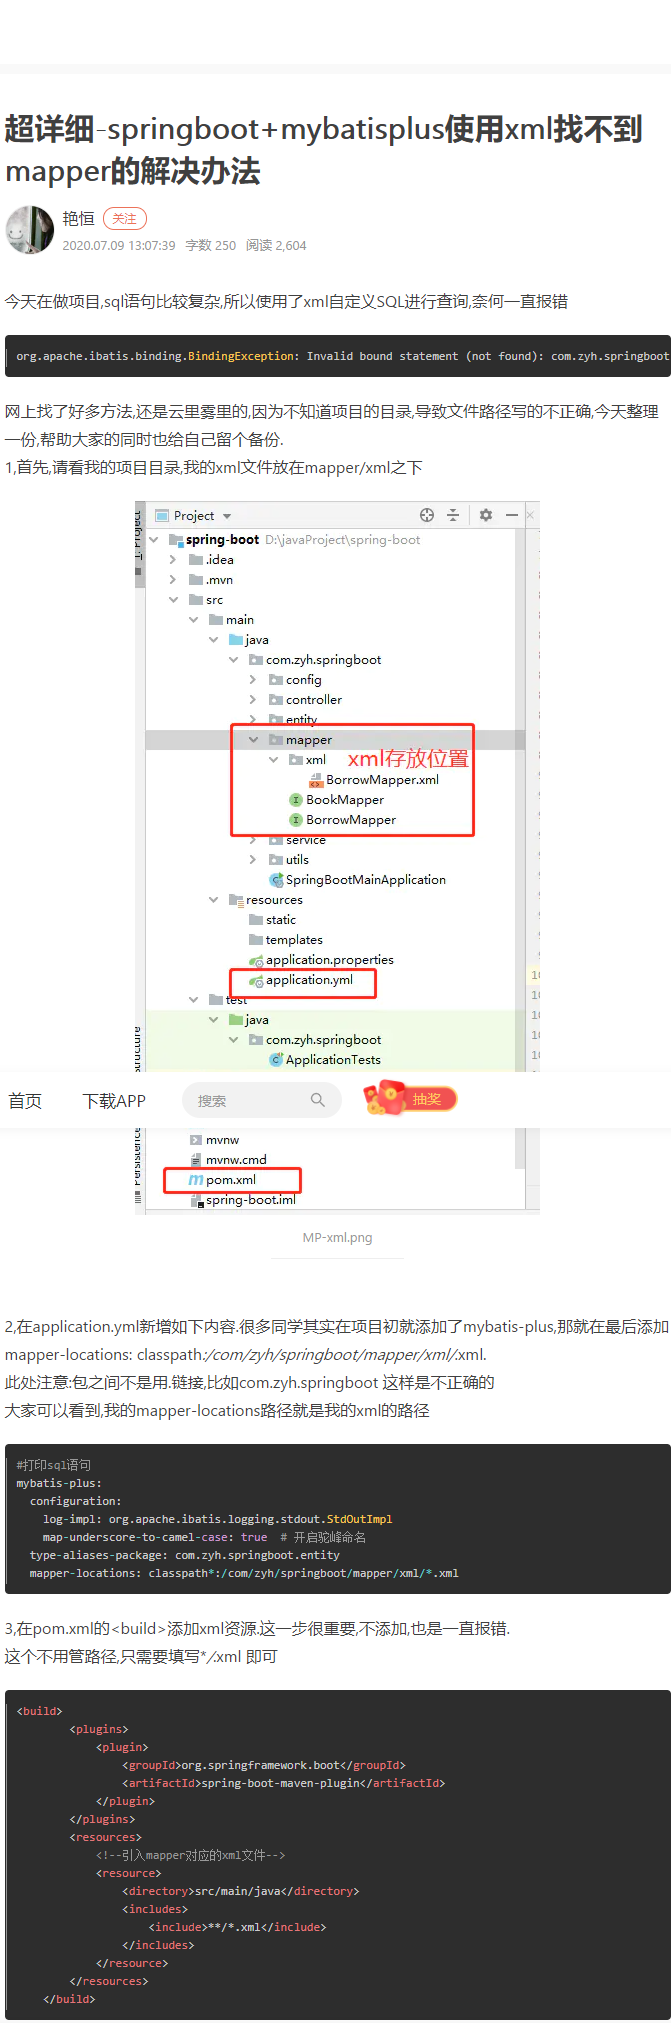 超详细-springboot+mybatisplus使用xml找不到
mapper的解决办法
艳恒 关注
2020.07.09 13:07:39 字数 250 阅读 2,604
今天在做项目,sql语句比较复杂,所以使用了xml自定义SQL进行查询,奈何一直报错
org.apache.ibatis.binding.BindingException: Invalid bound statement (not found): com.zyh.springboot
网上找了好多方法,还是云里雾里的,因为不知道项目的目录,导致文件路径写的不正确,今天整理
一份,帮助大家的同时也给自己留个备份.
1,首先,请看我的项目目录,我的xml文件放在mapper/xml之下
Project
1: Project
spring-boot D:\javaProject\spring-boot
.idea
.mvn
src
main
java
com.zyh.springboot
config
controller
entity
mapper
xml xml存放位置
BorrowMapper.xml
BookMapper
BorrowMapper
service
utils
SpringBootMainApplication
resources
static
templates
application.properties
application.yml
test
java
com.zyh.springboot
ApplicationTests
首页 下载APP 搜索 抽奖
Persistence
mvnw
mvnw.cmd
pom.xml
spring-boot.iml
MP-xml.png
2,在application.yml新增如下内容.很多同学其实在项目初就添加了mybatis-plus,那就在最后添加
mapper-locations: classpath:/com/zyh/springboot/mapper/xml/.xml.
此处注意:包之间不是用.链接,比如com.zyh.springboot 这样是不正确的
大家可以看到,我的mapper-locations路径就是我的xml的路径
#打印sql语句
mybatis-plus:
configuration:
log-impl: org.apache.ibatis.logging.stdout.StdOutImpl
map-underscore-to-camel-case: true # 开启驼峰命名
type-aliases-package: com.zyh.springboot.entity
mapper-locations: classpath*:/com/zyh/springboot/mapper/xml/*.xml
3,在pom.xml的<build>添加xml资源.这一步很重要,不添加,也是一直报错.
这个不用管路径,只需要填写*/.xml 即可
<build>
<plugins>
<plugin>
<groupId>org.springframework.boot</groupId>
<artifactId>spring-boot-maven-plugin</artifactId>
</plugin>
</plugins>
<resources>
<!--引入mapper对应的xml文件-->
<resource>
<directory>src/main/java</directory>
<includes>
<include>**/*.xml</include>
</includes>
</resource>
</resources>
</build>